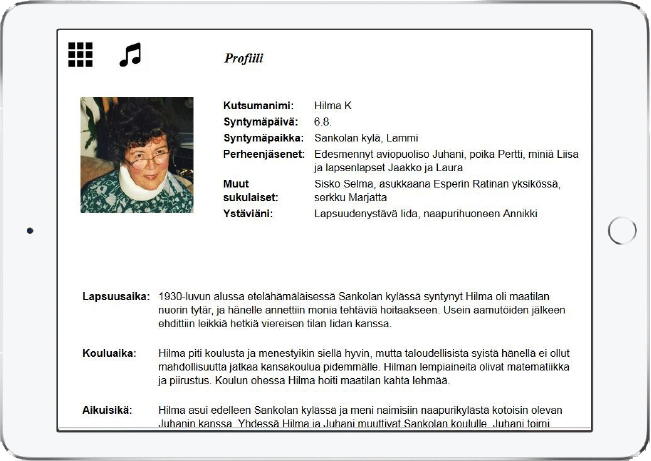 Profiili
Kutsumanimi: Hilma K
Syntymäpäivä: 6.8.
Syntymäpaikka: Sankolan kylä, Lammi
Perheenjäsenet: Edesmennyt aviopuoliso Juhani, poika Pertti, miniä Liisa
ja lapsenlapset Jaakko ja Laura
Muut Sisko Selma, asukkaana Esperin Ratinan yksikössä,
sukulaiset: serkku Marjatta
Ystäviäni: Lapsuudenystävä Iida, naapurihuoneen Annikki
Lapsuusaika: 1930-luvun alussa etelähämäläisessä Sankolan kylässä syntynyt Hilma oli maatilan
nuorin tytär, ja hänelle annettiin monia tehtäviä hoitaakseen. Usein aamutöiden jälkeen
ehdittiin leikkiä hetkiä viereisen tilan Iidan kanssa.
Kouluaika: Hilma piti koulusta ja menestyikin siellä hyvin, mutta taloudellisista syistä hänellä ei ollut
mahdollisuutta jatkaa kansakoulua pidemmälle. Hilman lempiaineita olivat matematiikka
ja piirustus. Koulun ohessa Hilma hoiti maatilan kahta lehmää.
Aikuisikä: Hilma asui edelleen Sankolan kylässä ja meni naimisiin naapurikylästä kotoisin olevan
Juhanin kanssa. Yhdessä Hilma ja Juhani muuttivat Sankolan koululle. Juhani toimi